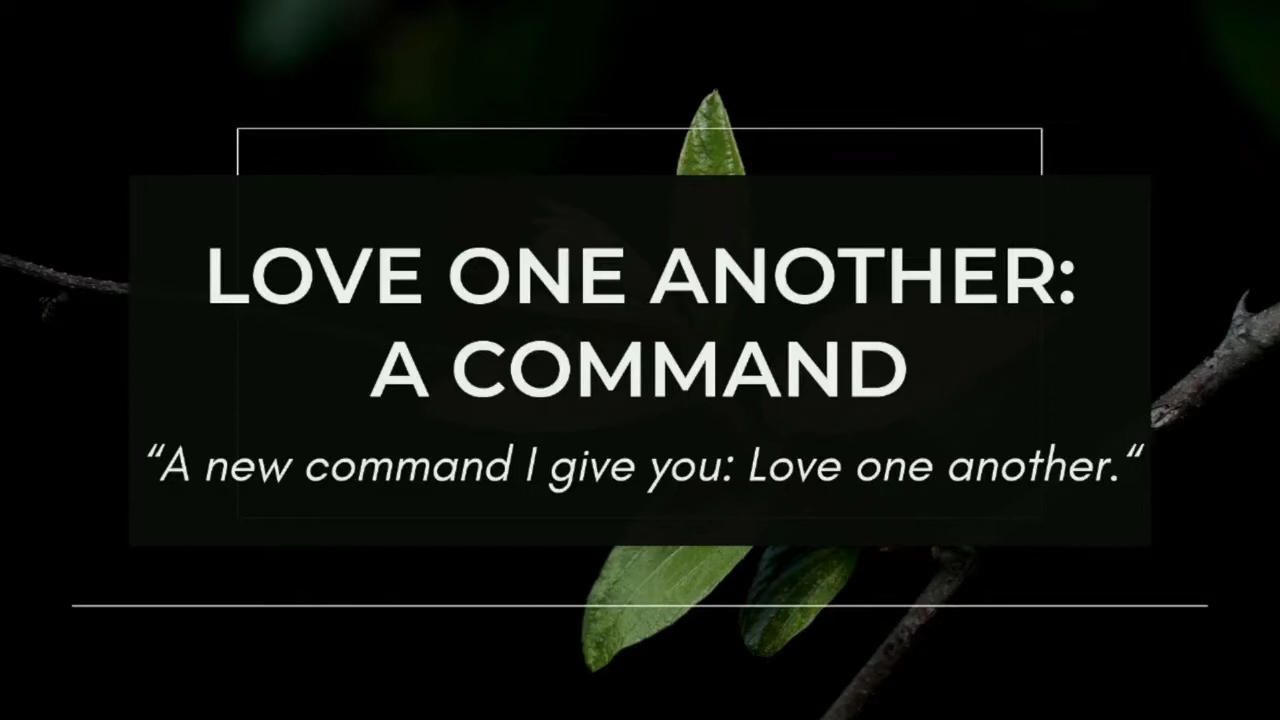 LOVE ONE ANOTHER:
A COMMAND
“A new command I give you: Love one another.“